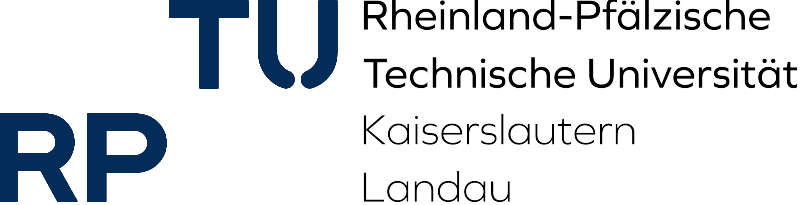 TU
RP
Rheinland-Pfälzische
Technische Universität
Kaiserslautern
Landau